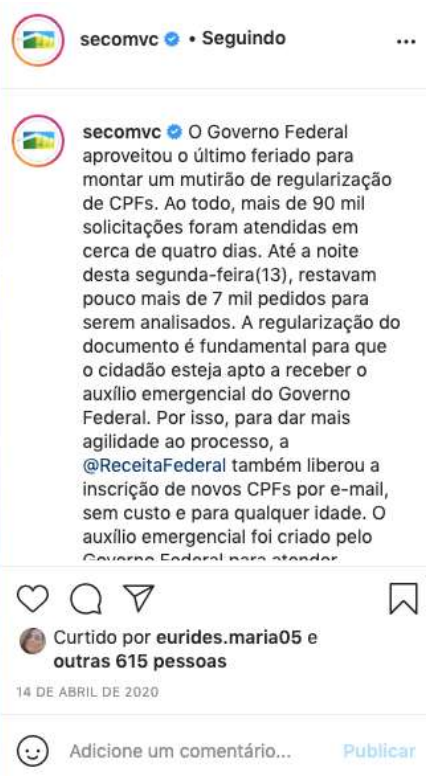 secomvc • Seguindo
secomvc O Governo Federal
aproveitou o último feriado para
montar um mutirão de regularização
de CPFs. Ao todo, mais de 90 mil
solicitações foram atendidas em
cerca de quatro dias. Até a noite
desta segunda-feira(13), restavam
pouco mais de 7 mil pedidos para
serem analisados. A regularização do
documento é fundamental para que
o cidadão esteja apto a receber o
auxílio emergencial do Governo
Federal. Por isso, para dar mais
agilidade ao processo, a
@ReceitaFederal também liberou a
inscrição de novos CPFs por e-mail,
sem custo e para qualquer idade. O
auxílio emergencial foi criado pelo
Governo Federal para atender
Curtido por eurides.maria05 e
outras 615 pessoas
14 DE ABRIL DE 2020
Adicione um comentário... Publicar